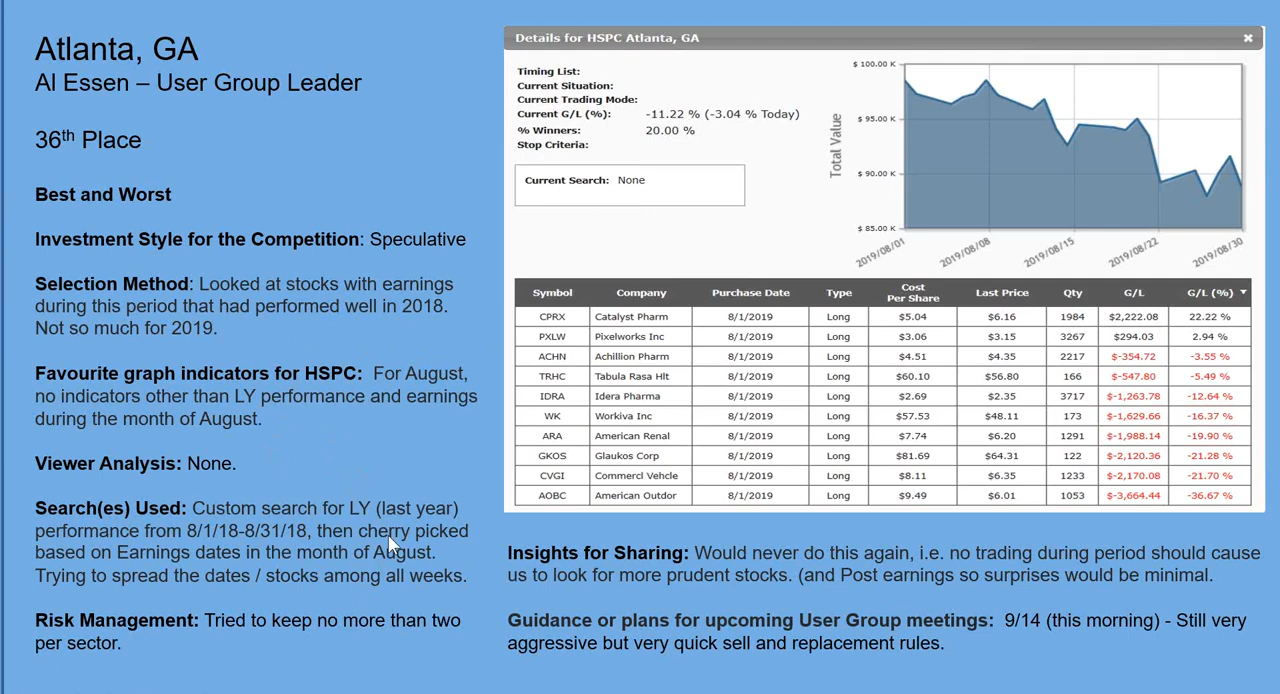 Atlanta, GA
Al Essen – User Group Leader
36th Place
Best and Worst
Investment Style for the Competition: Speculative
Selection Method: Looked at stocks with earnings
during this period that had performed well in 2018.
Not so much for 2019.
Favourite graph indicators for HSPC: For August,
no indicators other than LY performance and earnings
during the month of August.
Viewer Analysis: None.
Search(es) Used: Custom search for LY (last year)
performance from 8/1/18-8/31/18, then cherry picked
based on Earnings dates in the month of August.
Trying to spread the dates / stocks among all weeks.
Risk Management: Tried to keep no more than two
per sector.
Details for HSPC Atlanta, GA
Timing List:
Current Situation:
Current Trading Mode:
Current G/L (%): -11.22 % (-3.04 % Today)
% Winners: 20.00 %
Stop Criteria:
Current Search: None
Total Value
$ 100.00 K
$ 95.00 K
$ 90.00 K
$ 85.00 K
2019/08/01 2019/08/08 2019/08/15 2019/08/22 2019/08/30
Symbol Company Purchase Date Type Cost Per Share Last Price Qty G/L G/L (%)
CPRX Catalyst Pharm 8/1/2019 Long $5.04 $6.16 1984 $2,222.08 22.22 %
PXLW Pixelworks Inc 8/1/2019 Long $3.06 $3.15 3267 $294.03 2.94 %
ACHN Achillion Pharm 8/1/2019 Long $4.51 $4.35 2217 $-354.72 -3.55 %
TRHC Tabula Rasa Hlt 8/1/2019 Long $60.10 $56.80 166 $-547.80 -5.49 %
IDRA Idera Pharma 8/1/2019 Long $2.69 $2.35 3717 $-1,263.78 -12.64 %
WK Workiva Inc 8/1/2019 Long $57.53 $48.11 173 $-1,629.66 -16.37 %
ARA American Renal 8/1/2019 Long $7.74 $6.20 1291 $-1,988.14 -19.90 %
GKOS Glaukos Corp 8/1/2019 Long $81.69 $64.31 122 $-2,120.36 -21.28 %
CVGI Commercl Vehcle 8/1/2019 Long $8.11 $6.35 1233 $-2,170.08 -21.70 %
AOBC American Outdor 8/1/2019 Long $9.49 $6.01 1053 $-3,664.44 -36.67 %
Insights for Sharing: Would never do this again, i.e. no trading during period should cause
us to look for more prudent stocks. (and Post earnings so surprises would be minimal.
Guidance or plans for upcoming User Group meetings: 9/14 (this morning) - Still very
aggressive but very quick sell and replacement rules.